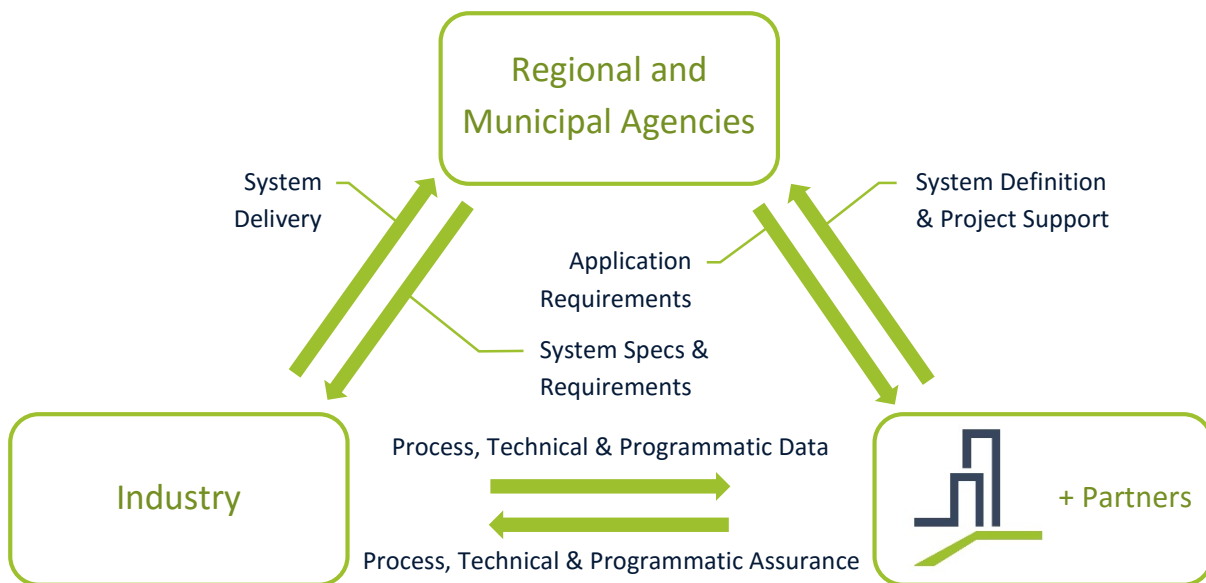 Regional and
Municipal Agencies
System
Delivery
System Definition
& Project Support
Application
Requirements
System Specs &
Requirements
Process, Technical & Programmatic Data
Industry
+ Partners
Process, Technical & Programmatic Assurance